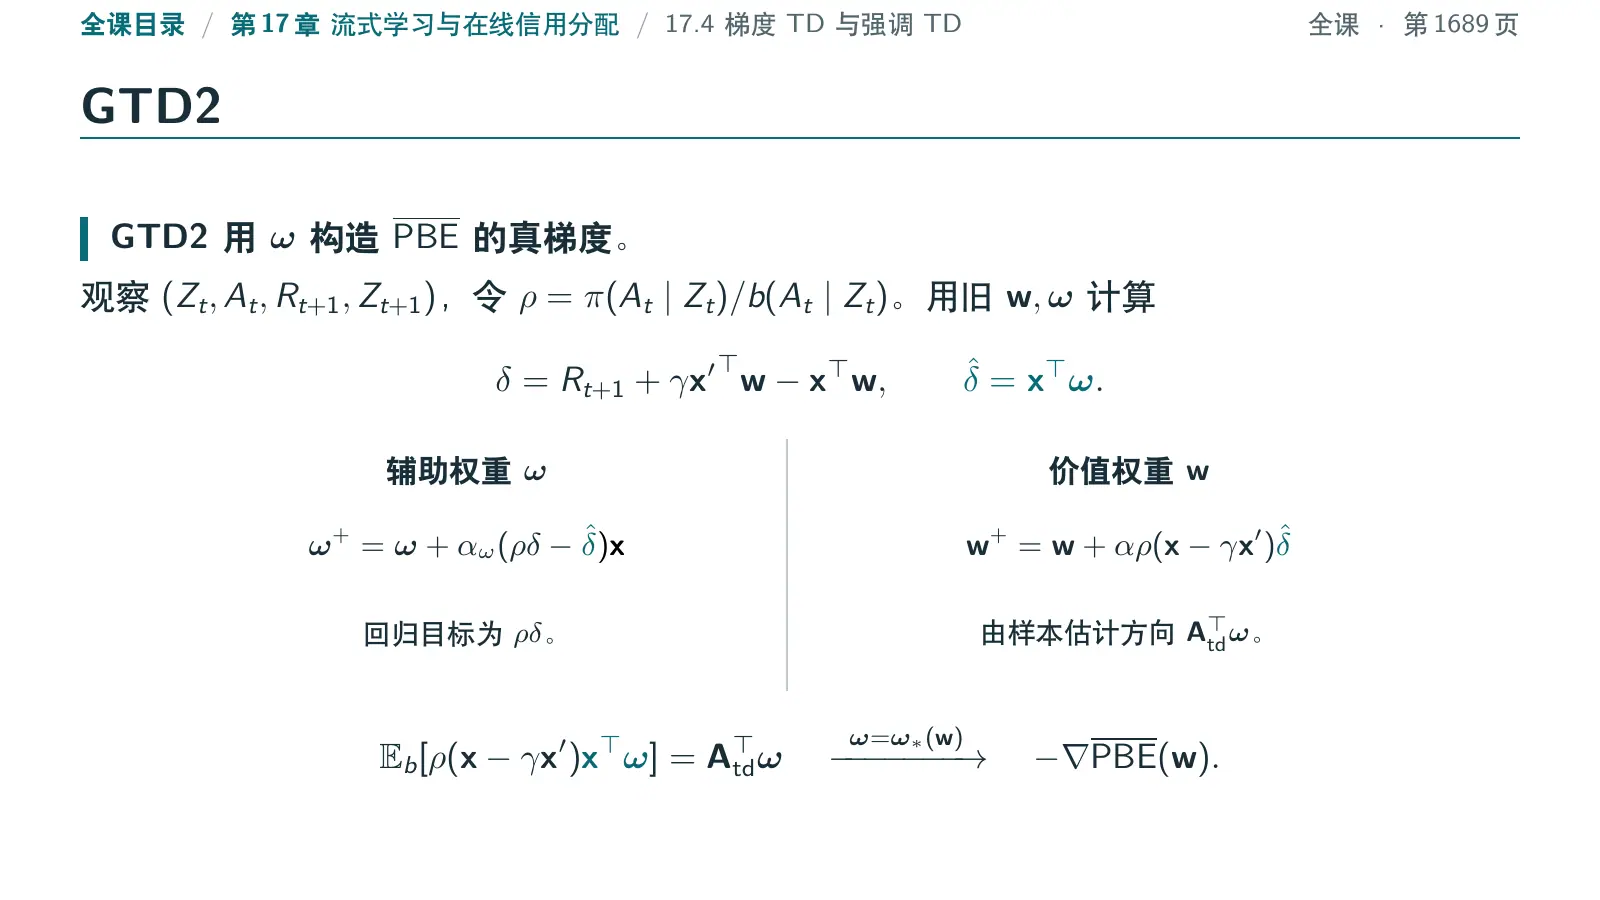 全课目录 / 第 17 章 流式学习与在线信用分配 / 17.4 梯度 TD 与强调 TD
全课 · 第 1689 页
GTD2
GTD2 用 ω 构造 P̅B̅E̅ 的真梯度。
观察 (Z_t, A_t, R_{t+1}, Z_{t+1})，令 ρ = π(A_t | Z_t)/b(A_t | Z_t)。用旧 w, ω 计算
δ = R_{t+1} + γx′^⊤w − x^⊤w, δ̂ = x^⊤ω.
辅助权重 ω
ω⁺ = ω + α_ω(ρδ − δ̂)x
回归目标为 ρδ。
价值权重 w
w⁺ = w + αρ(x − γx′)δ̂
由样本估计方向 A_td^⊤ω。
𝔼_b[ρ(x − γx′)x^⊤ω] = A_td^⊤ω ⟶^{ω=ω_*(w)} −∇P̅B̅E̅(w).